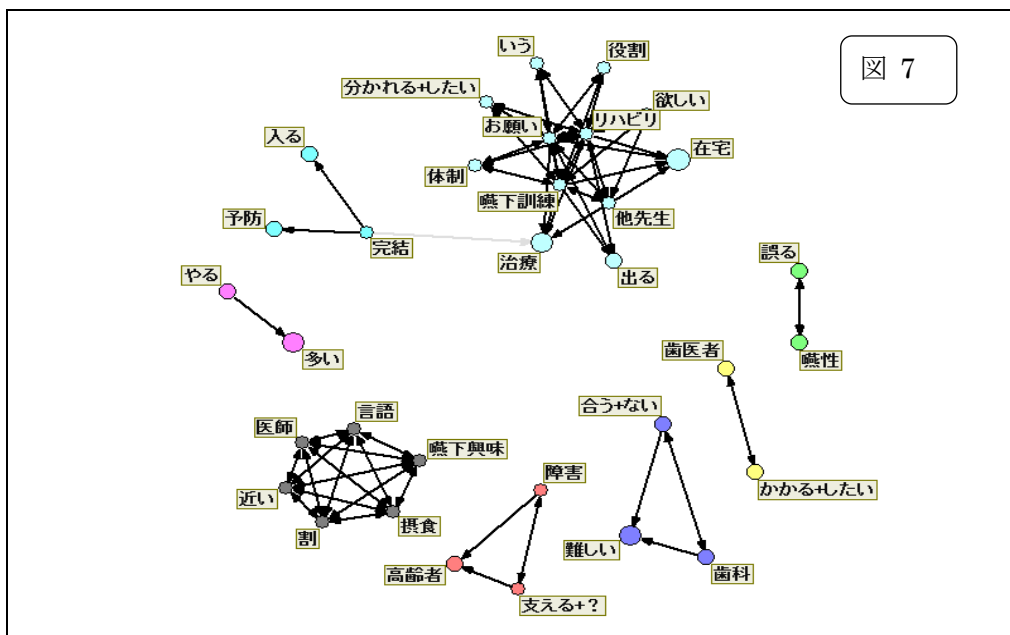 図 7
いう
役割
分かれる+したい
欲しい
お願い
リハビリ
入る
在宅
体制
嚥下訓練
他先生
予防
完結
治療
出る
やる
誤る
多い
歯医者
嚥性
合う+ない
言語
医師
嚥下興味
障害
かかる+したい
近い
摂食
割
難しい
高齢者
歯科
支える+?